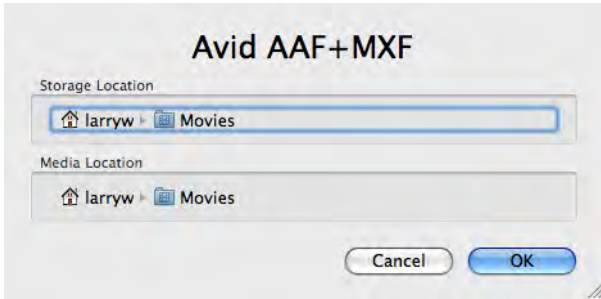 Avid AAF+MXF
Storage Location
larryw Movies
Media Location
larryw Movies
Cancel OK